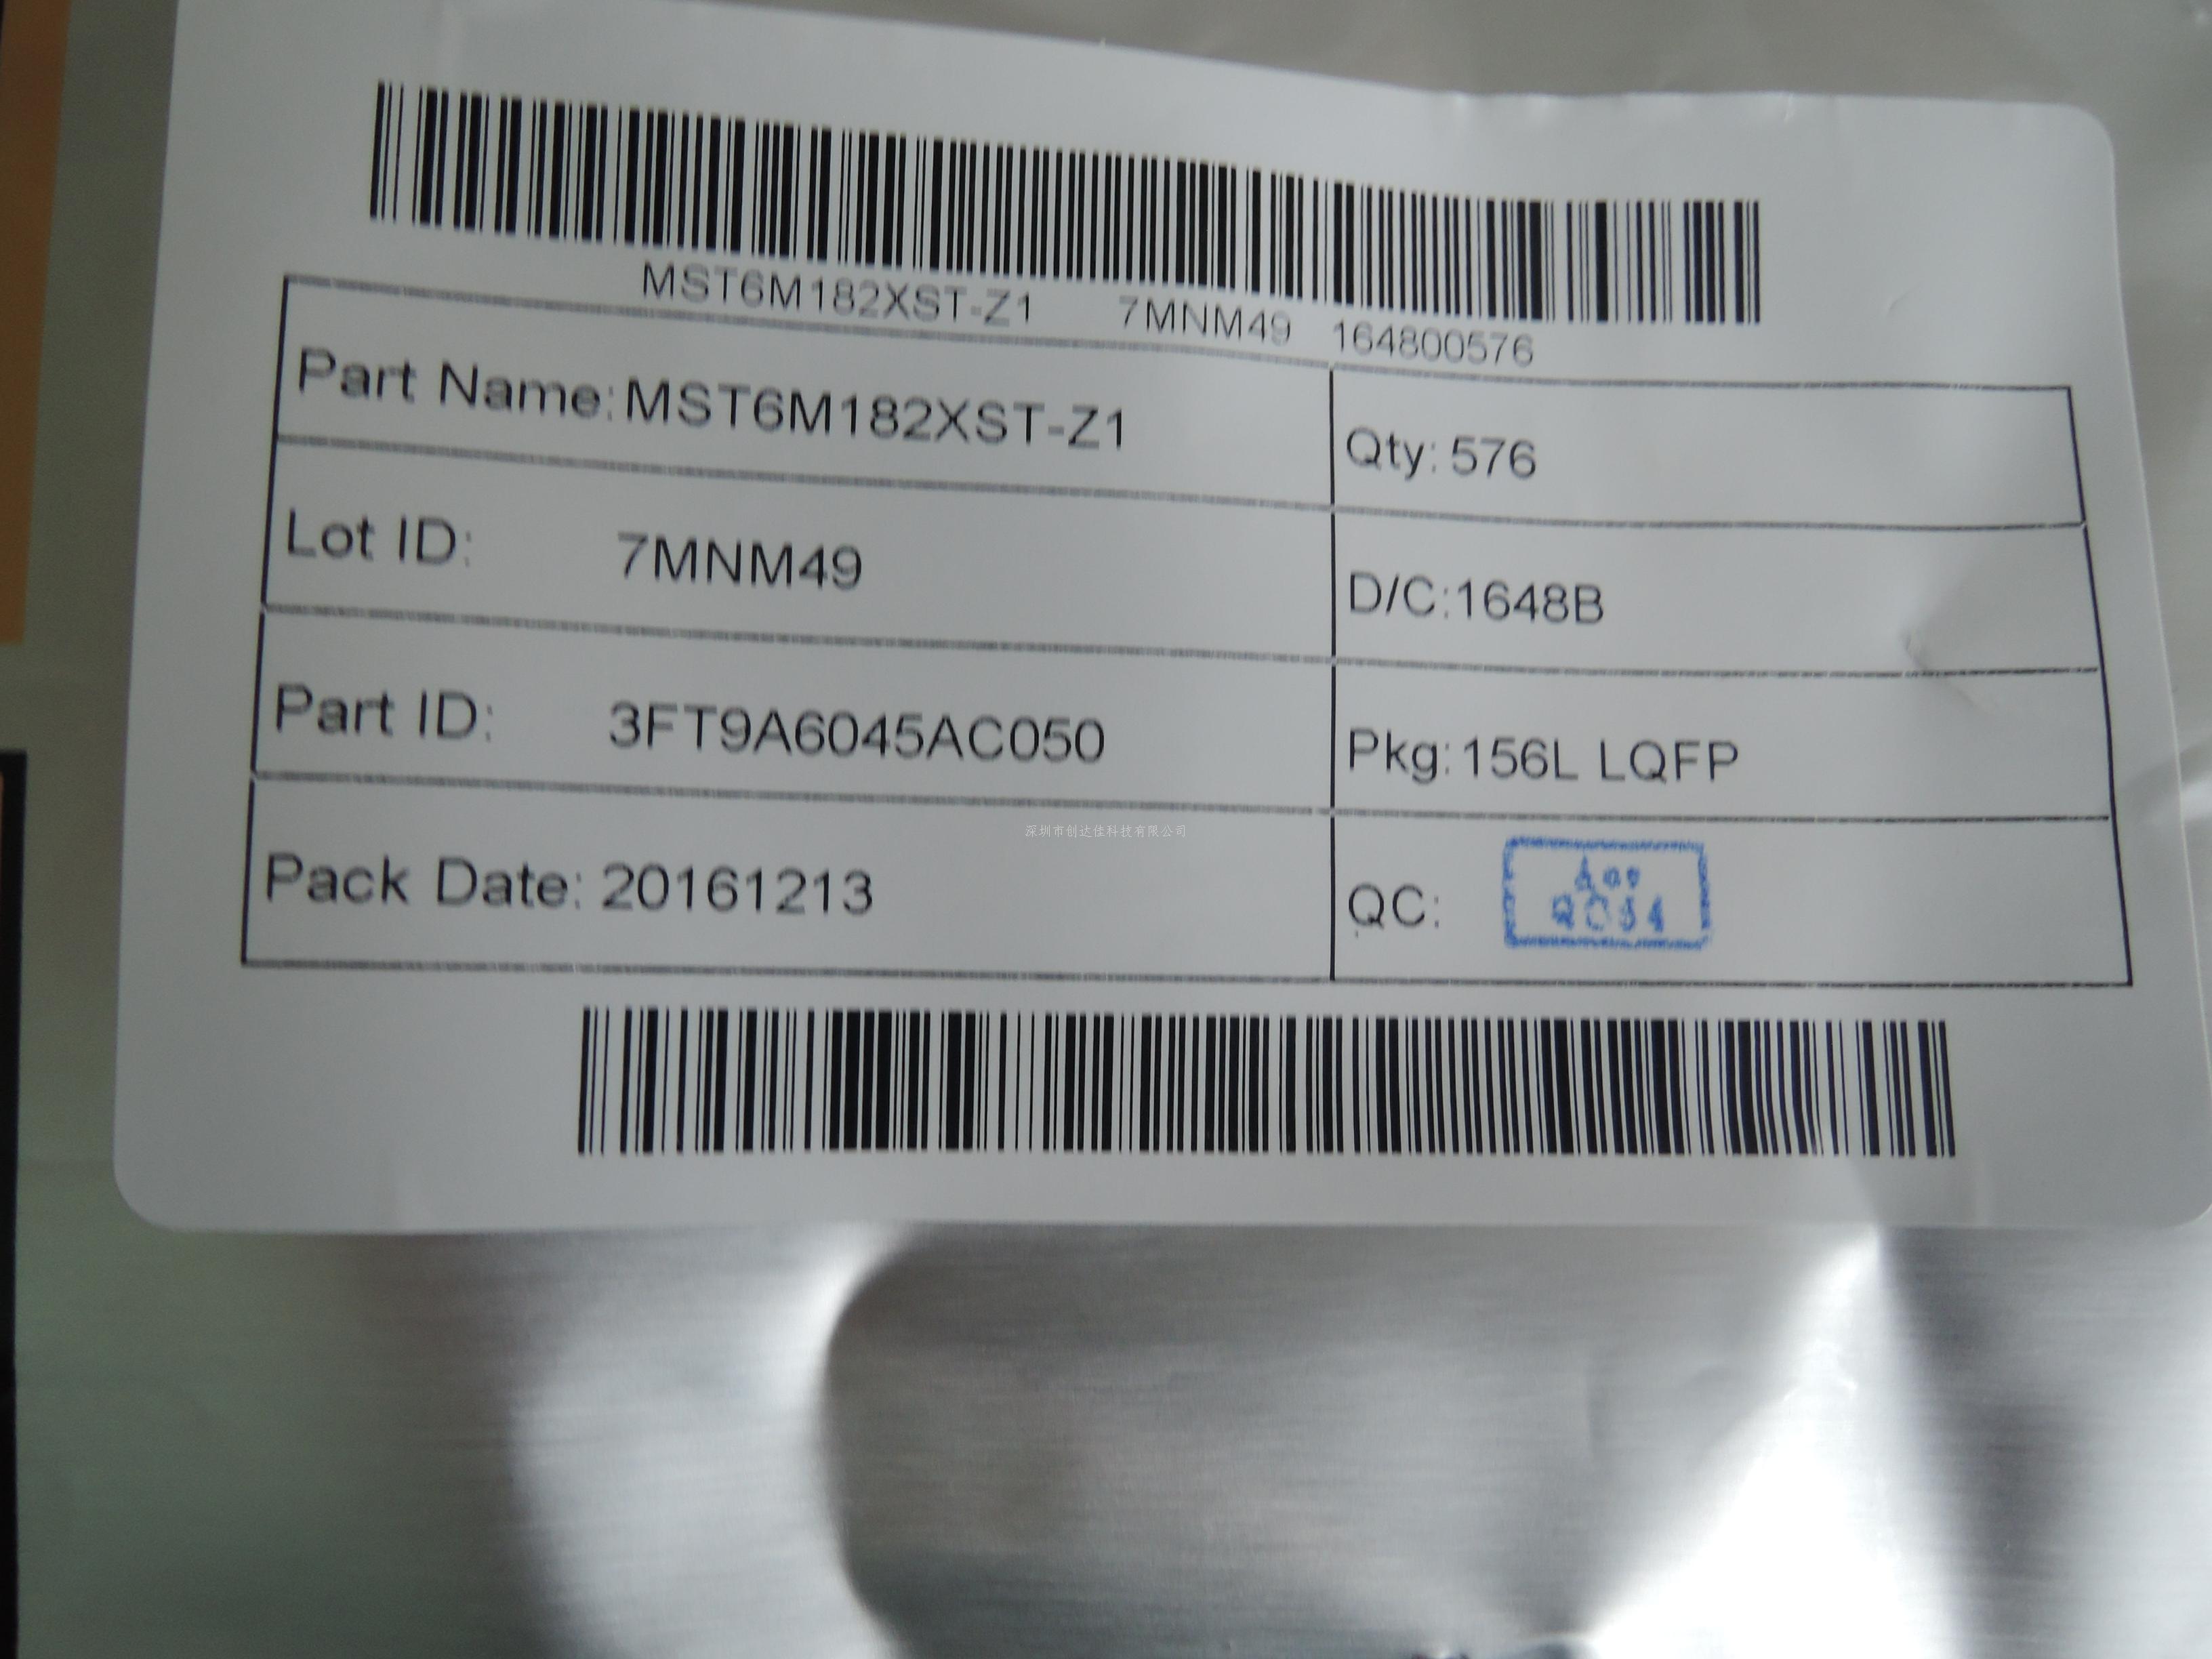 MST6M182XST-Z1 7MNM49 164800576
Part Name: MST6M182XST-Z1
Qty: 576
Lot ID: 7MNM49
D/C:1648B
Part ID: 3FT9A6045AC050
Pkg: 156L LQFP
深圳市创达佳科技有限公司
Pack Date: 20161213
QC: